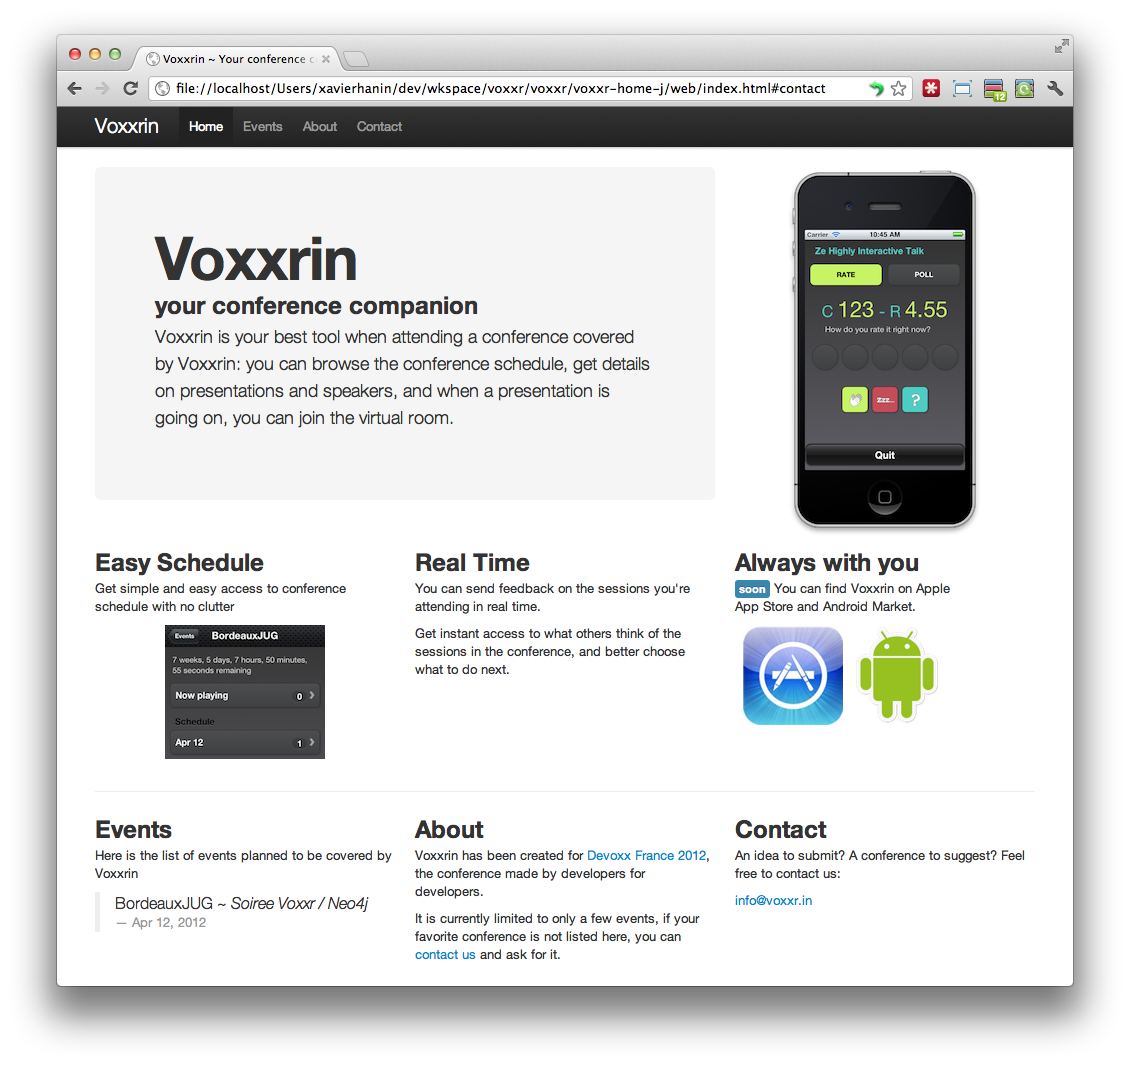 Voxxrin ~ Your conference c
file://localhost/Users/xavierhanin/dev/wkspace/voxxr/voxxr/voxxr-home-j/web/index.html#contact
12
Voxxrin Home Events About Contact
Voxxrin
your conference companion
Voxxrin is your best tool when attending a conference covered
by Voxxrin: you can browse the conference schedule, get details
on presentations and speakers, and when a presentation is
going on, you can join the virtual room.
Carrier 10:45 AM
Ze Highly Interactive Talk
RATE POLL
C 123 - R 4.55
How do you rate it right now?
Zzz... ?
Quit
Easy Schedule
Get simple and easy access to conference
schedule with no clutter
Events BordeauxJUG
7 weeks, 5 days, 7 hours, 50 minutes,
55 seconds remaining
Now playing 0
Schedule
Apr 12 1
Real Time
You can send feedback on the sessions you're
attending in real time.
Get instant access to what others think of the
sessions in the conference, and better choose
what to do next.
Always with you
soon You can find Voxxrin on Apple
App Store and Android Market.
Events
Here is the list of events planned to be covered by
Voxxrin
BordeauxJUG ~ Soiree Voxxr / Neo4j
— Apr 12, 2012
About
Voxxrin has been created for Devoxx France 2012,
the conference made by developers for
developers.
It is currently limited to only a few events, if your
favorite conference is not listed here, you can
contact us and ask for it.
Contact
An idea to submit? A conference to suggest? Feel
free to contact us:
info@voxxr.in